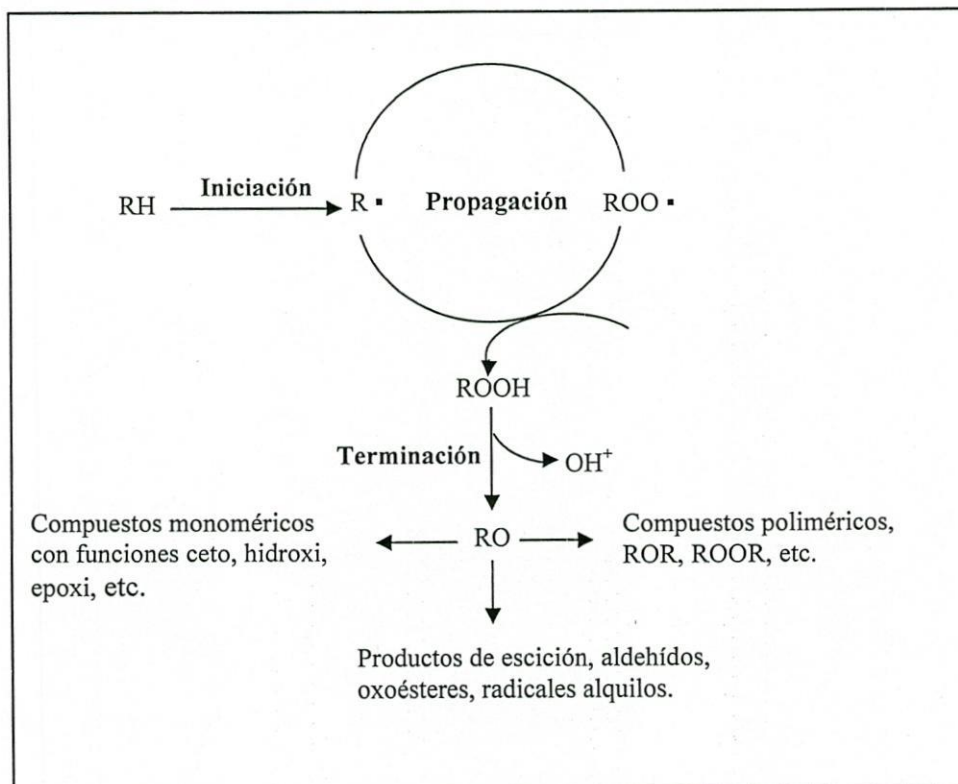 Iniciación
RH
R ▪
Propagación
ROO ▪
ROOH
Terminación
OH⁺
Compuestos monoméricos
con funciones ceto, hidroxi,
epoxi, etc.
RO
Compuestos poliméricos,
ROR, ROOR, etc.
Productos de escición, aldehídos,
oxoésteres, radicales alquilos.